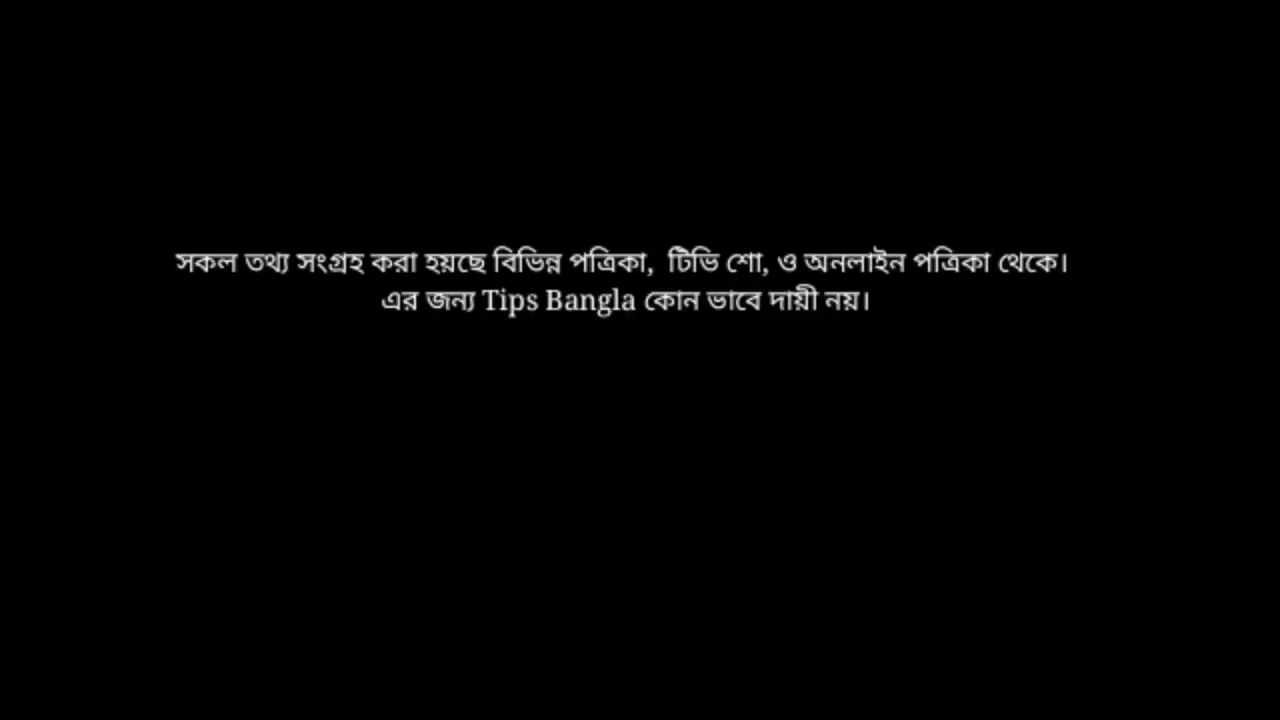 সকল তথ্য সংগ্রহ করা হয়ছে বিভিন্ন পত্রিকা, টিভি শো, ও অনলাইন পত্রিকা থেকে।
এর জন্য Tips Bangla কোন ভাবে দায়ী নয়।